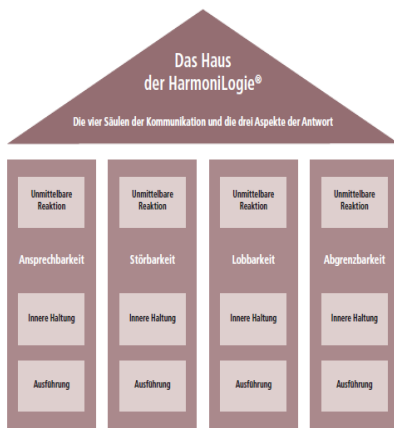 Das Haus
der HarmoniLogie®
Die vier Säulen der Kommunikation und die drei Aspekte der Antwort
Unmittelbare
Reaktion
Ansprechbarkeit
Innere Haltung
Ausführung
Unmittelbare
Reaktion
Störbarkeit
Innere Haltung
Ausführung
Unmittelbare
Reaktion
Lobbarkeit
Innere Haltung
Ausführung
Unmittelbare
Reaktion
Abgrenzbarkeit
Innere Haltung
Ausführung